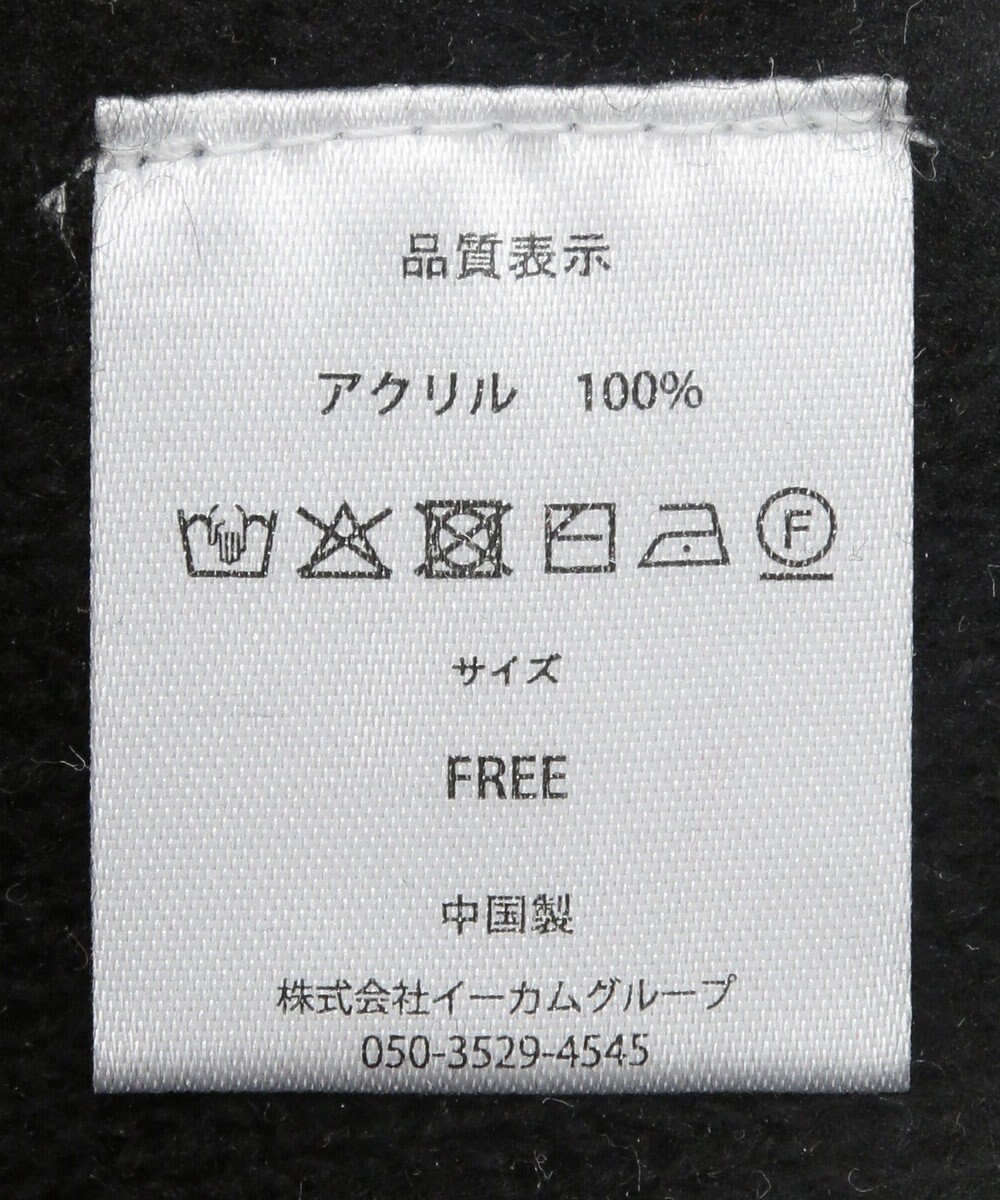 品質表示
アクリル　100%
F
サイズ
FREE
中国製
株式会社イーカムグループ
050-3529-4545